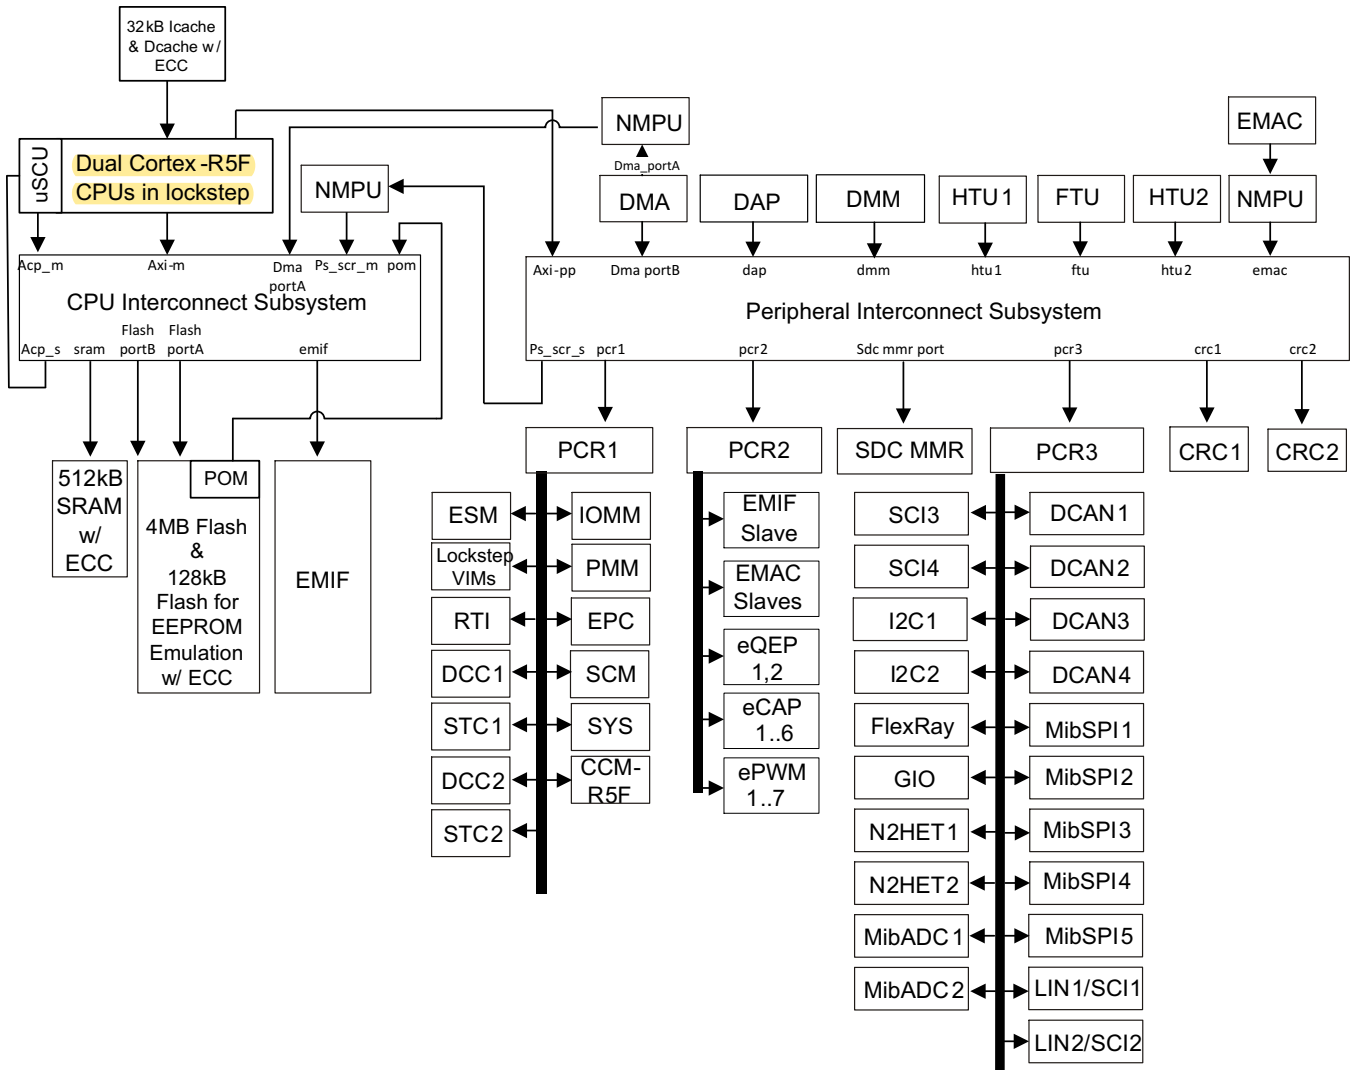 32kB Icache
& Dcache w/
ECC
uSCU
Dual Cortex-R5F
CPUs in lockstep
NMPU
NMPU
Dma_portA
EMAC
DMA
DAP
DMM
HTU1
FTU
HTU2
NMPU
Acp_m
Axi-m
Dma
portA
Ps_scr_m
pom
CPU Interconnect Subsystem
Flash
portB
Flash
portA
Acp_s
sram
emif
Axi-pp
Dma portB
dap
dmm
htu1
ftu
htu2
emac
Peripheral Interconnect Subsystem
Ps_scr_s
pcr1
pcr2
Sdc mmr port
pcr3
crc1
crc2
512kB
SRAM
w/
ECC
POM
4MB Flash
&
128kB
Flash for
EEPROM
Emulation
w/ ECC
EMIF
PCR1
PCR2
SDC MMR
PCR3
CRC1
CRC2
ESM
IOMM
Lockstep
VIMs
PMM
RTI
EPC
DCC1
SCM
STC1
SYS
DCC2
CCM-
R5F
STC2
EMIF
Slave
EMAC
Slaves
eQEP
1,2
eCAP
1..6
ePWM
1..7
SCI3
DCAN1
SCI4
DCAN2
I2C1
DCAN3
I2C2
DCAN4
FlexRay
MibSPI1
GIO
MibSPI2
N2HET1
MibSPI3
N2HET2
MibSPI4
MibADC1
MibSPI5
MibADC2
LIN1/SCI1
LIN2/SCI2